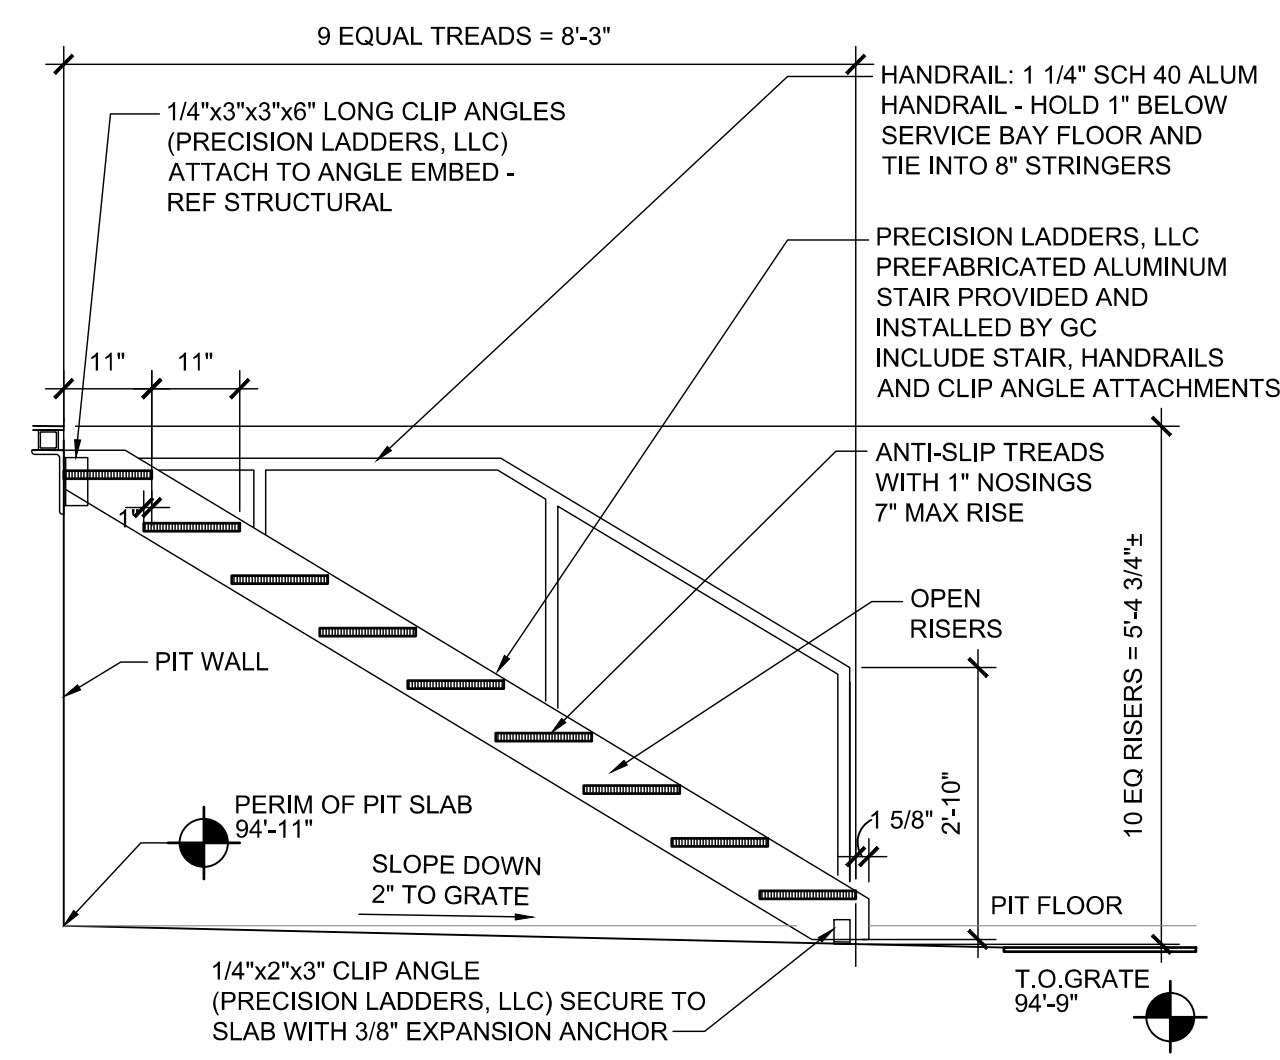 9 EQUAL TREADS = 8'-3"
HANDRAIL: 1 1/4" SCH 40 ALUM
HANDRAIL - HOLD 1" BELOW
SERVICE BAY FLOOR AND
TIE INTO 8" STRINGERS
1/4"x3"x3"x6" LONG CLIP ANGLES
(PRECISION LADDERS, LLC)
ATTACH TO ANGLE EMBED -
REF STRUCTURAL
PRECISION LADDERS, LLC
PREFABRICATED ALUMINUM
STAIR PROVIDED AND
INSTALLED BY GC
INCLUDE STAIR, HANDRAILS
AND CLIP ANGLE ATTACHMENTS
11"
11"
ANTI-SLIP TREADS
WITH 1" NOSINGS
7" MAX RISE
1"
10 EQ RISERS = 5'-4 3/4"±
OPEN
RISERS
PIT WALL
2'-10"
1 5/8"
PERIM OF PIT SLAB
94'-11"
SLOPE DOWN
2" TO GRATE
PIT FLOOR
1/4"x2"x3" CLIP ANGLE
(PRECISION LADDERS, LLC) SECURE TO
SLAB WITH 3/8" EXPANSION ANCHOR
T.O.GRATE
94'-9"